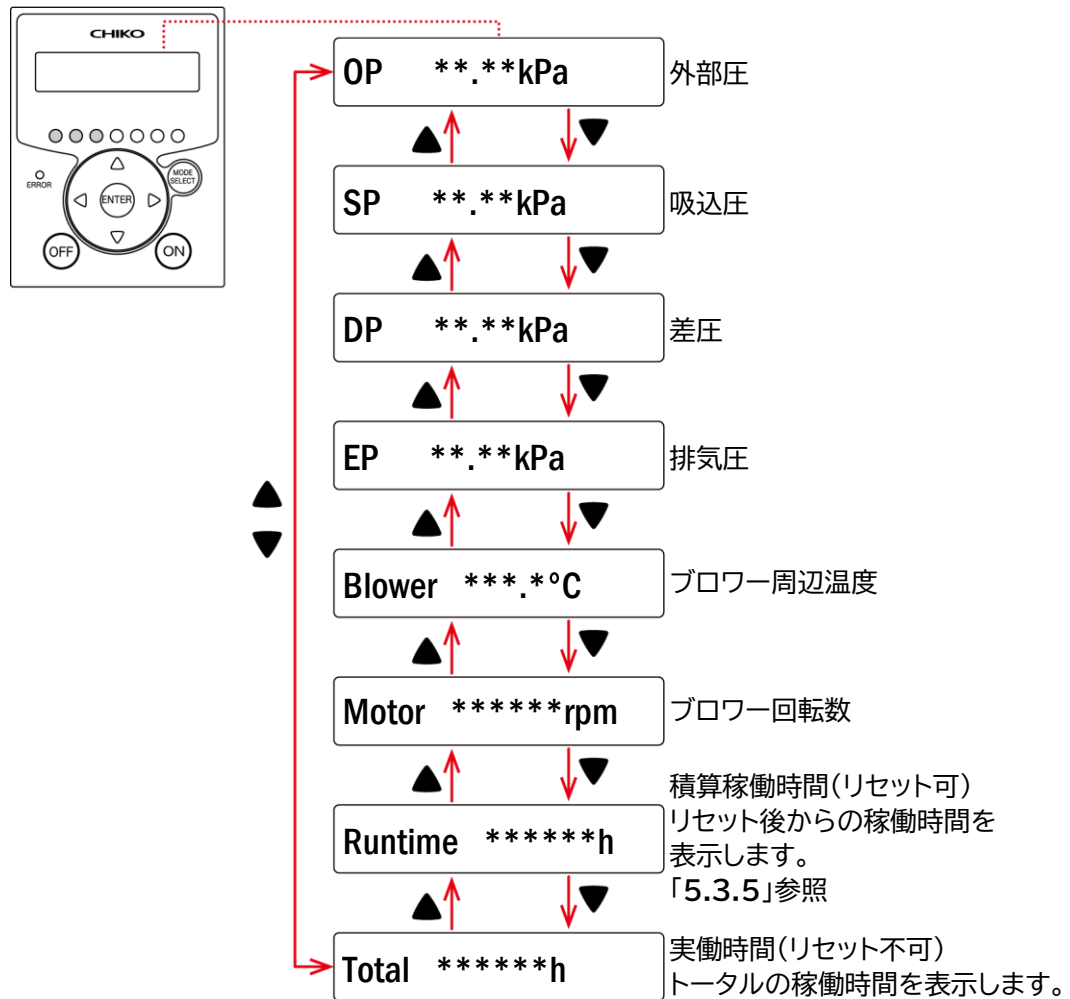 CHIKO
ERROR
MODE
SELECT
ENTER
OFF
ON
OP **.**kPa
外部圧
SP **.**kPa
吸込圧
DP **.**kPa
差圧
EP **.**kPa
排気圧
Blower ***.*°C
ブロワー周辺温度
Motor ******rpm
ブロワー回転数
Runtime ******h
積算稼働時間(リセット可)
リセット後からの稼働時間を
表示します。
「5.3.5」参照
Total ******h
実働時間(リセット不可)
トータルの稼働時間を表示します。